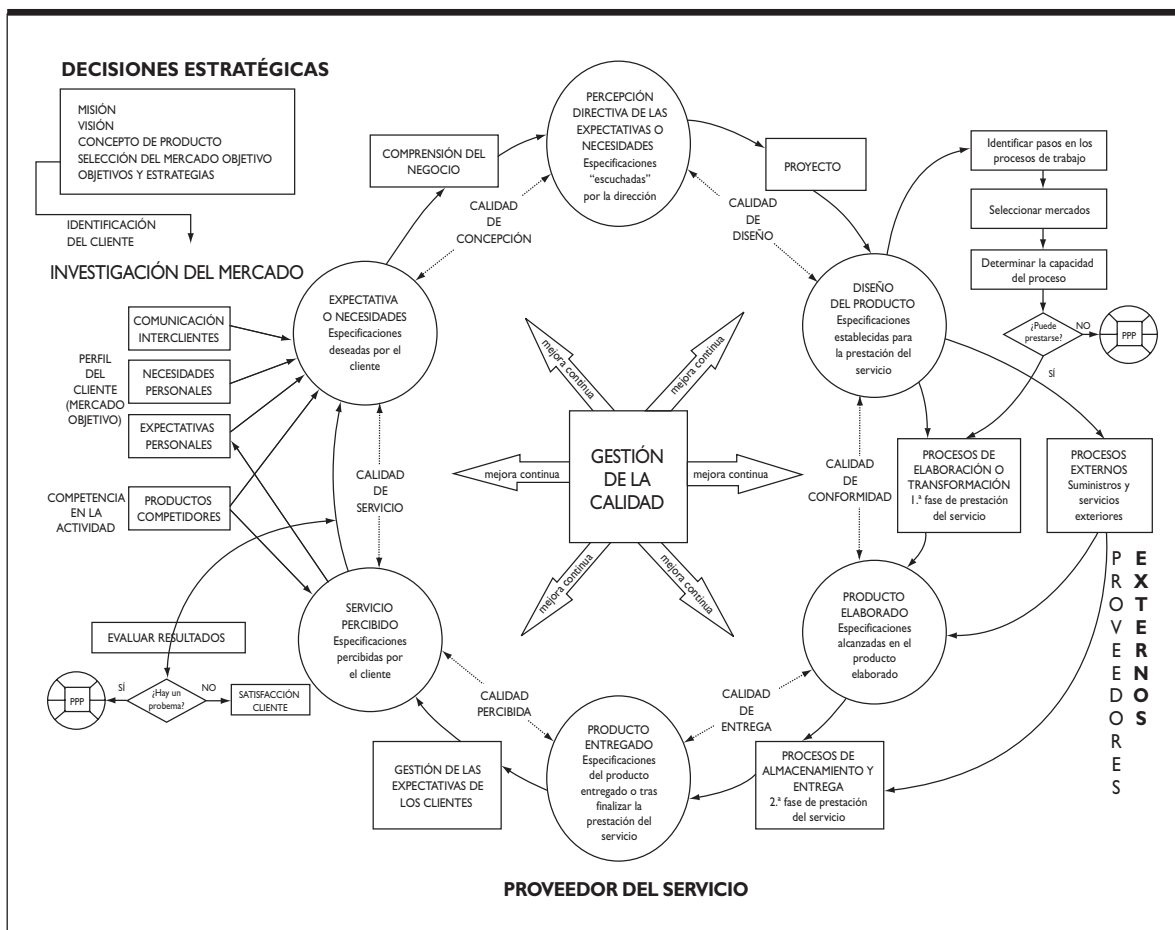 DECISIONES ESTRATÉGICAS
MISIÓN
VISIÓN
CONCEPTO DE PRODUCTO
SELECCIÓN DEL MERCADO OBJETIVO
OBJETIVOS Y ESTRATEGIAS
IDENTIFICACIÓN
DEL CLIENTE
INVESTIGACIÓN DEL MERCADO
COMUNICACIÓN
INTERCLIENTES
PERFIL
DEL
CLIENTE
(MERCADO
OBJETIVO)
NECESIDADES
PERSONALES
EXPECTATIVAS
PERSONALES
COMPETENCIA
EN LA
ACTIVIDAD
PRODUCTOS
COMPETIDORES
EXPECTATIVA
O NECESIDADES
Especificaciones
deseadas por el
cliente
COMPRENSIÓN DEL
NEGOCIO
CALIDAD
DE
CONCEPCIÓN
PERCEPCIÓN
DIRECTIVA DE LAS
EXPECTATIVAS O
NECESIDADES
Especificaciones
“escuchadas”
por la dirección
CALIDAD
DE
DISEÑO
PROYECTO
DISEÑO
DEL PRODUCTO
Especificaciones
establecidas para
la prestación del
servicio
Identificar pasos en los
procesos de trabajo
Seleccionar mercados
Determinar la capacidad
del proceso
¿Puede
prestarse?
NO
PPP
SÍ
mejora continua
mejora continua
mejora continua
GESTIÓN
DE LA
CALIDAD
mejora continua
mejora continua
mejora continua
CALIDAD
DE
CONFORMIDAD
PROCESOS DE
ELABORACIÓN O
TRANSFORMACIÓN
1.ª fase de prestación
del servicio
PROCESOS
EXTERNOS
Suministros y
servicios
exteriores
PROVEEDORES
EXTERNOS
PRODUCTO
ELABORADO
Especificaciones
alcanzadas en el
producto
elaborado
CALIDAD
DE
ENTREGA
PROCESOS DE
ALMACENAMIENTO Y
ENTREGA
2.ª fase de prestación
del servicio
PRODUCTO
ENTREGADO
Especificaciones
del producto
entregado o tras
finalizar la
prestación del
servicio
CALIDAD
PERCIBIDA
GESTIÓN DE LAS
EXPECTATIVAS DE
LOS CLIENTES
SERVICIO
PERCIBIDO
Especificaciones
percibidas por
el cliente
CALIDAD
DE
SERVICIO
EVALUAR RESULTADOS
¿Hay un
probema?
SÍ
PPP
NO
SATISFACCIÓN
CLIENTE
PROVEEDOR DEL SERVICIO